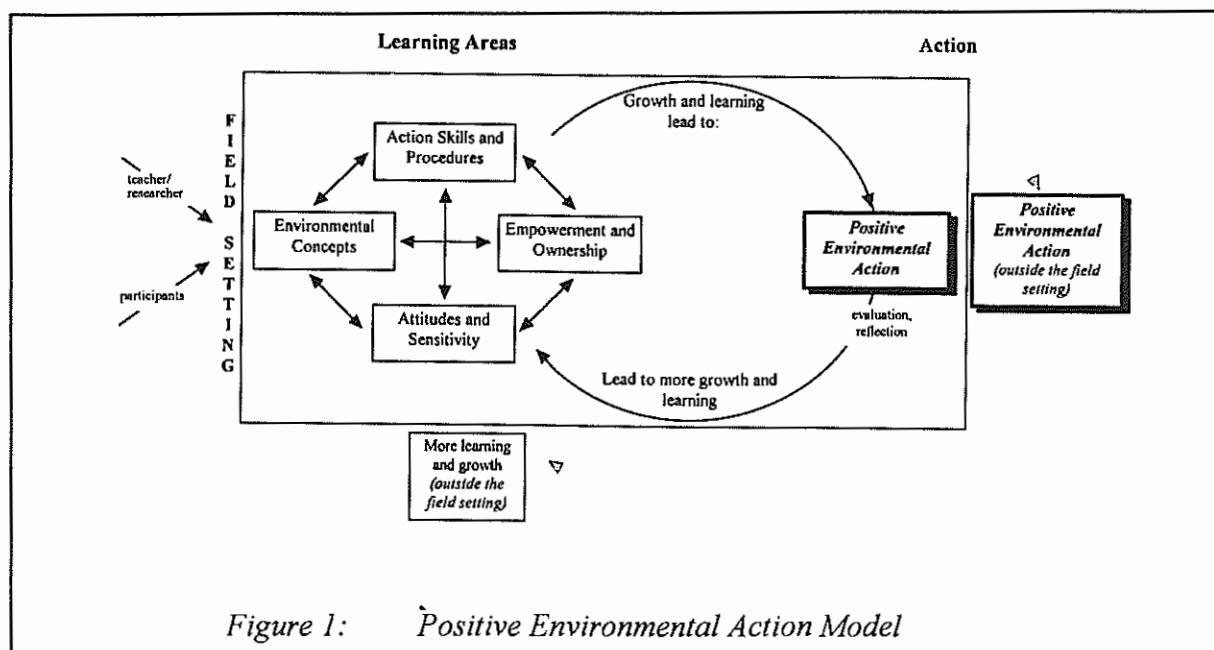 Learning Areas
Action
FIELD SETTING
teacher/
researcher
participants
Action Skills and
Procedures
Environmental
Concepts
Empowerment and
Ownership
Attitudes and
Sensitivity
Growth and learning
lead to:
Positive
Environmental
Action
evaluation,
reflection
Lead to more growth and
learning
Positive
Environmental
Action
(outside the field
setting)
More learning
and growth
(outside the
field setting)
Figure 1: Positive Environmental Action Model